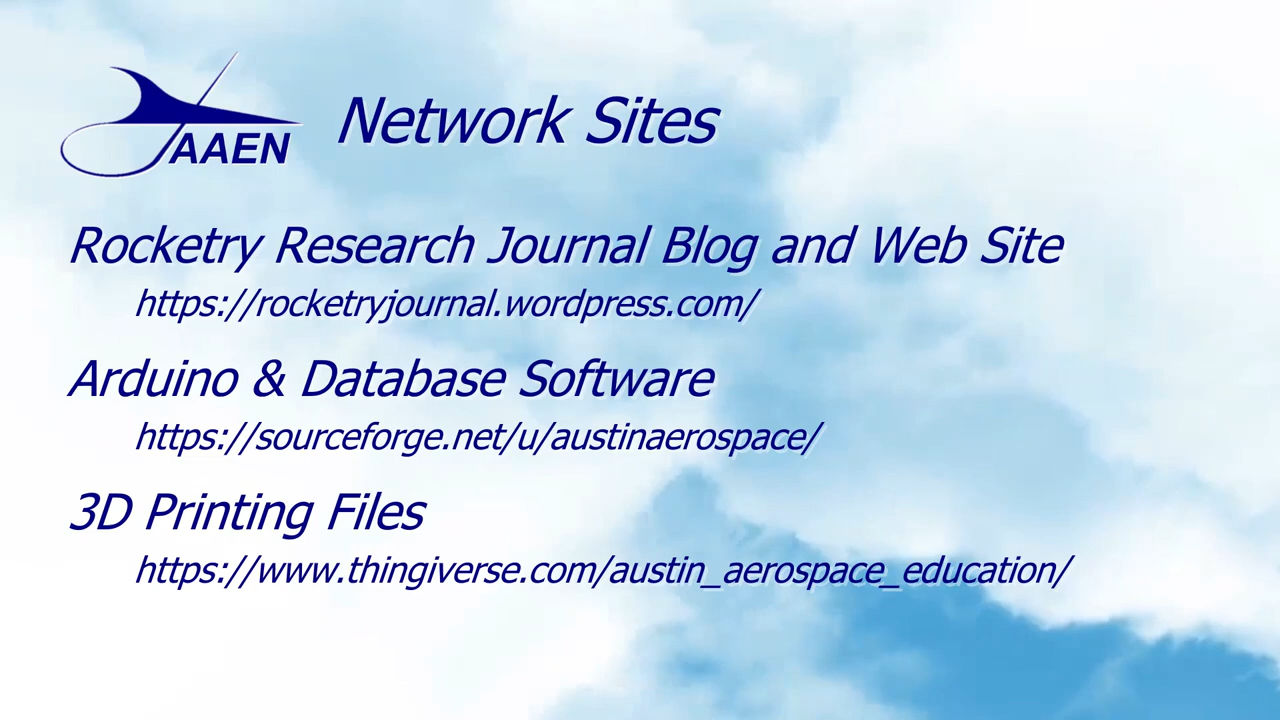 AAEN
Network Sites
Rocketry Research Journal Blog and Web Site
https://rocketryjournal.wordpress.com/
Arduino & Database Software
https://sourceforge.net/u/austinaerospace/
3D Printing Files
https://www.thingiverse.com/austin_aerospace_education/